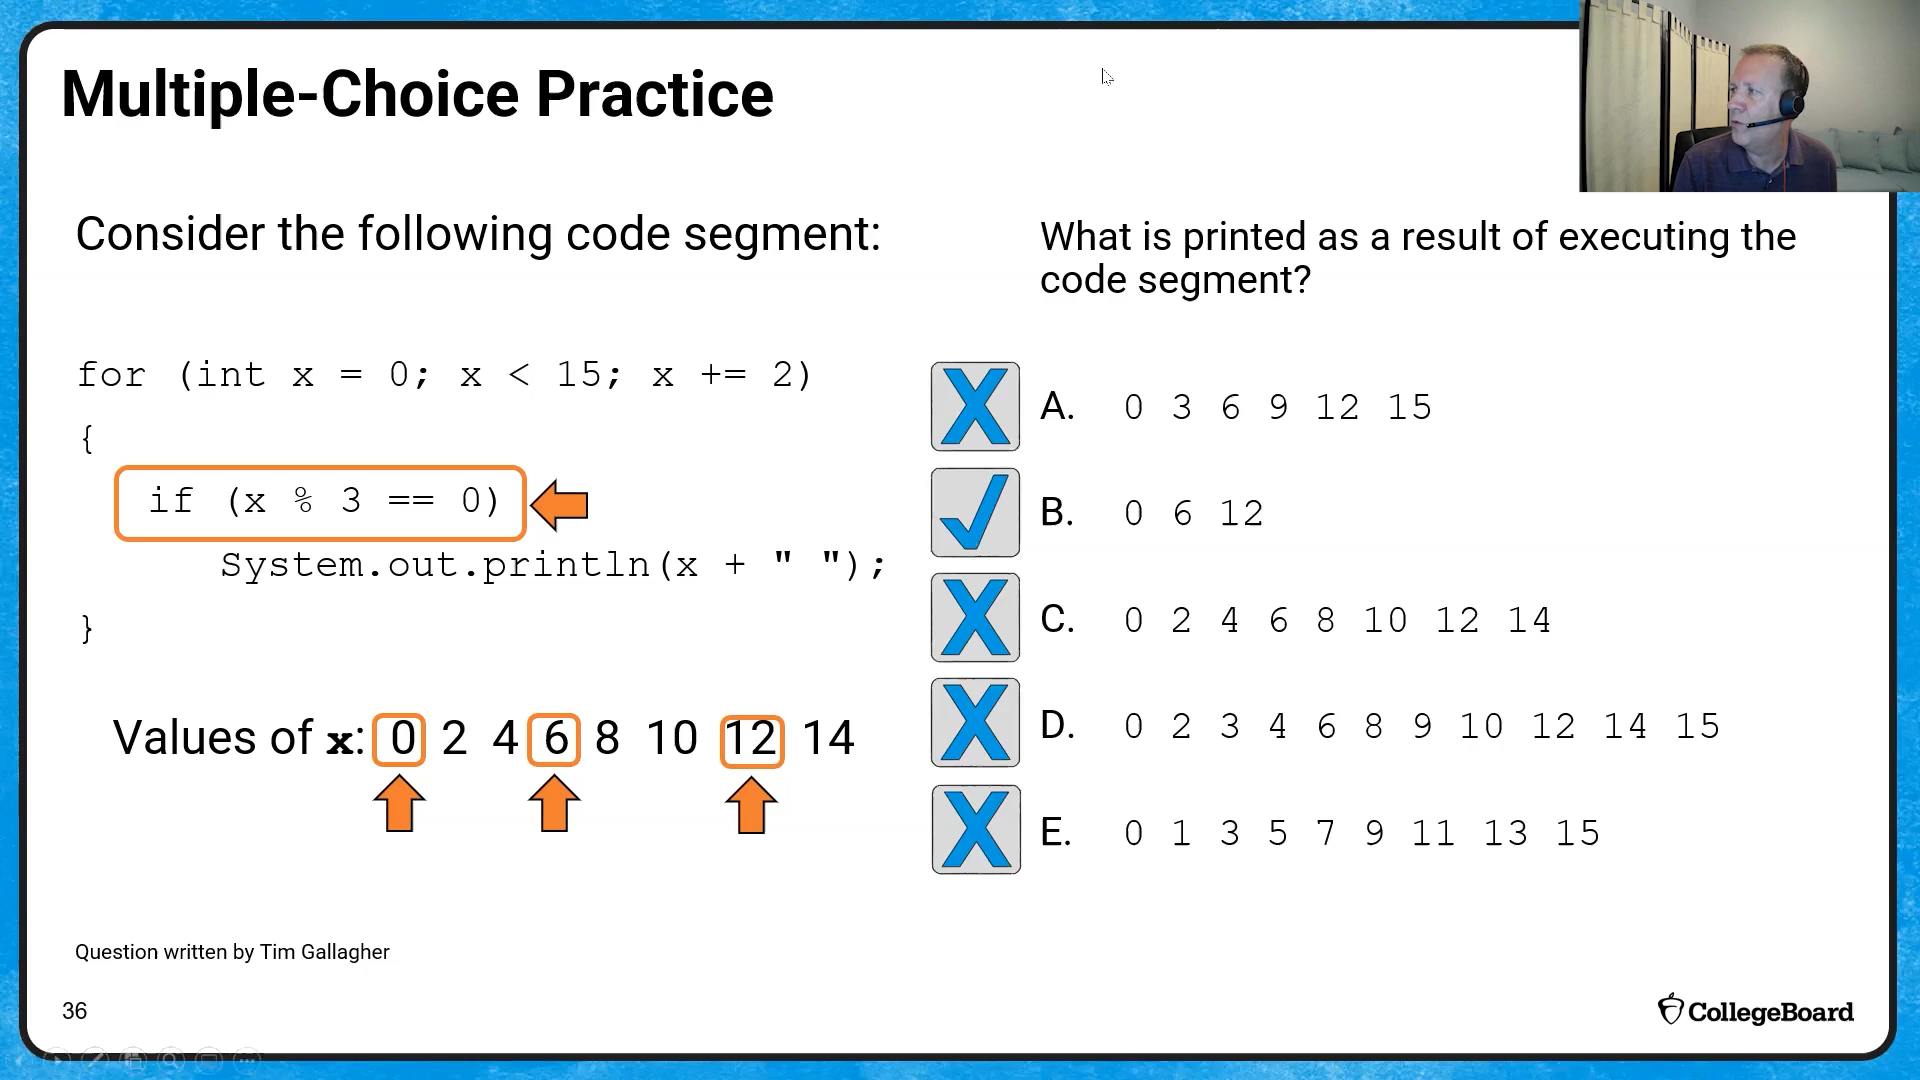 Multiple-Choice Practice
Consider the following code segment:
for (int x = 0; x < 15; x += 2)
{
if (x % 3 == 0)
System.out.println(x + " ");
}
Values of x: 0 2 4 6 8 10 12 14
What is printed as a result of executing the
code segment?
A. 0 3 6 9 12 15
B. 0 6 12
C. 0 2 4 6 8 10 12 14
D. 0 2 3 4 6 8 9 10 12 14 15
E. 0 1 3 5 7 9 11 13 15
Question written by Tim Gallagher
36
CollegeBoard